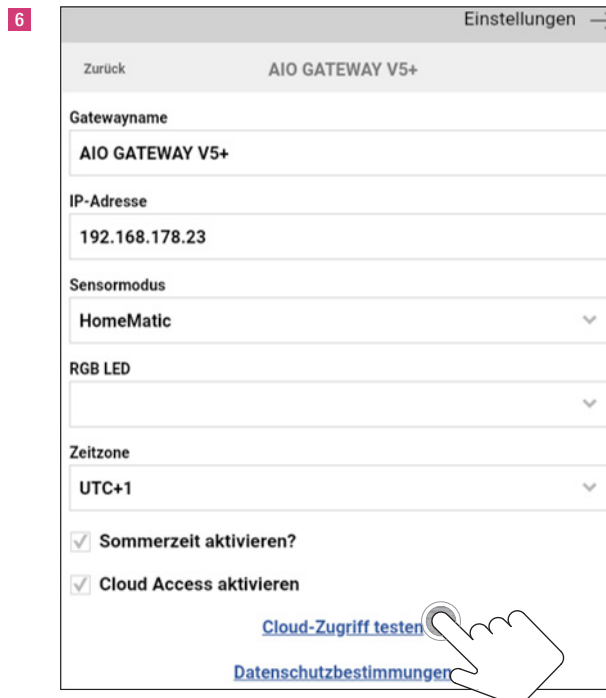 6
Einstellungen
Zurück AIO GATEWAY V5+
Gatewayname
AIO GATEWAY V5+
IP-Adresse
192.168.178.23
Sensormodus
HomeMatic
RGB LED
Zeitzone
UTC+1
Sommerzeit aktivieren?
Cloud Access aktivieren
Cloud-Zugriff testen
Datenschutzbestimmungen